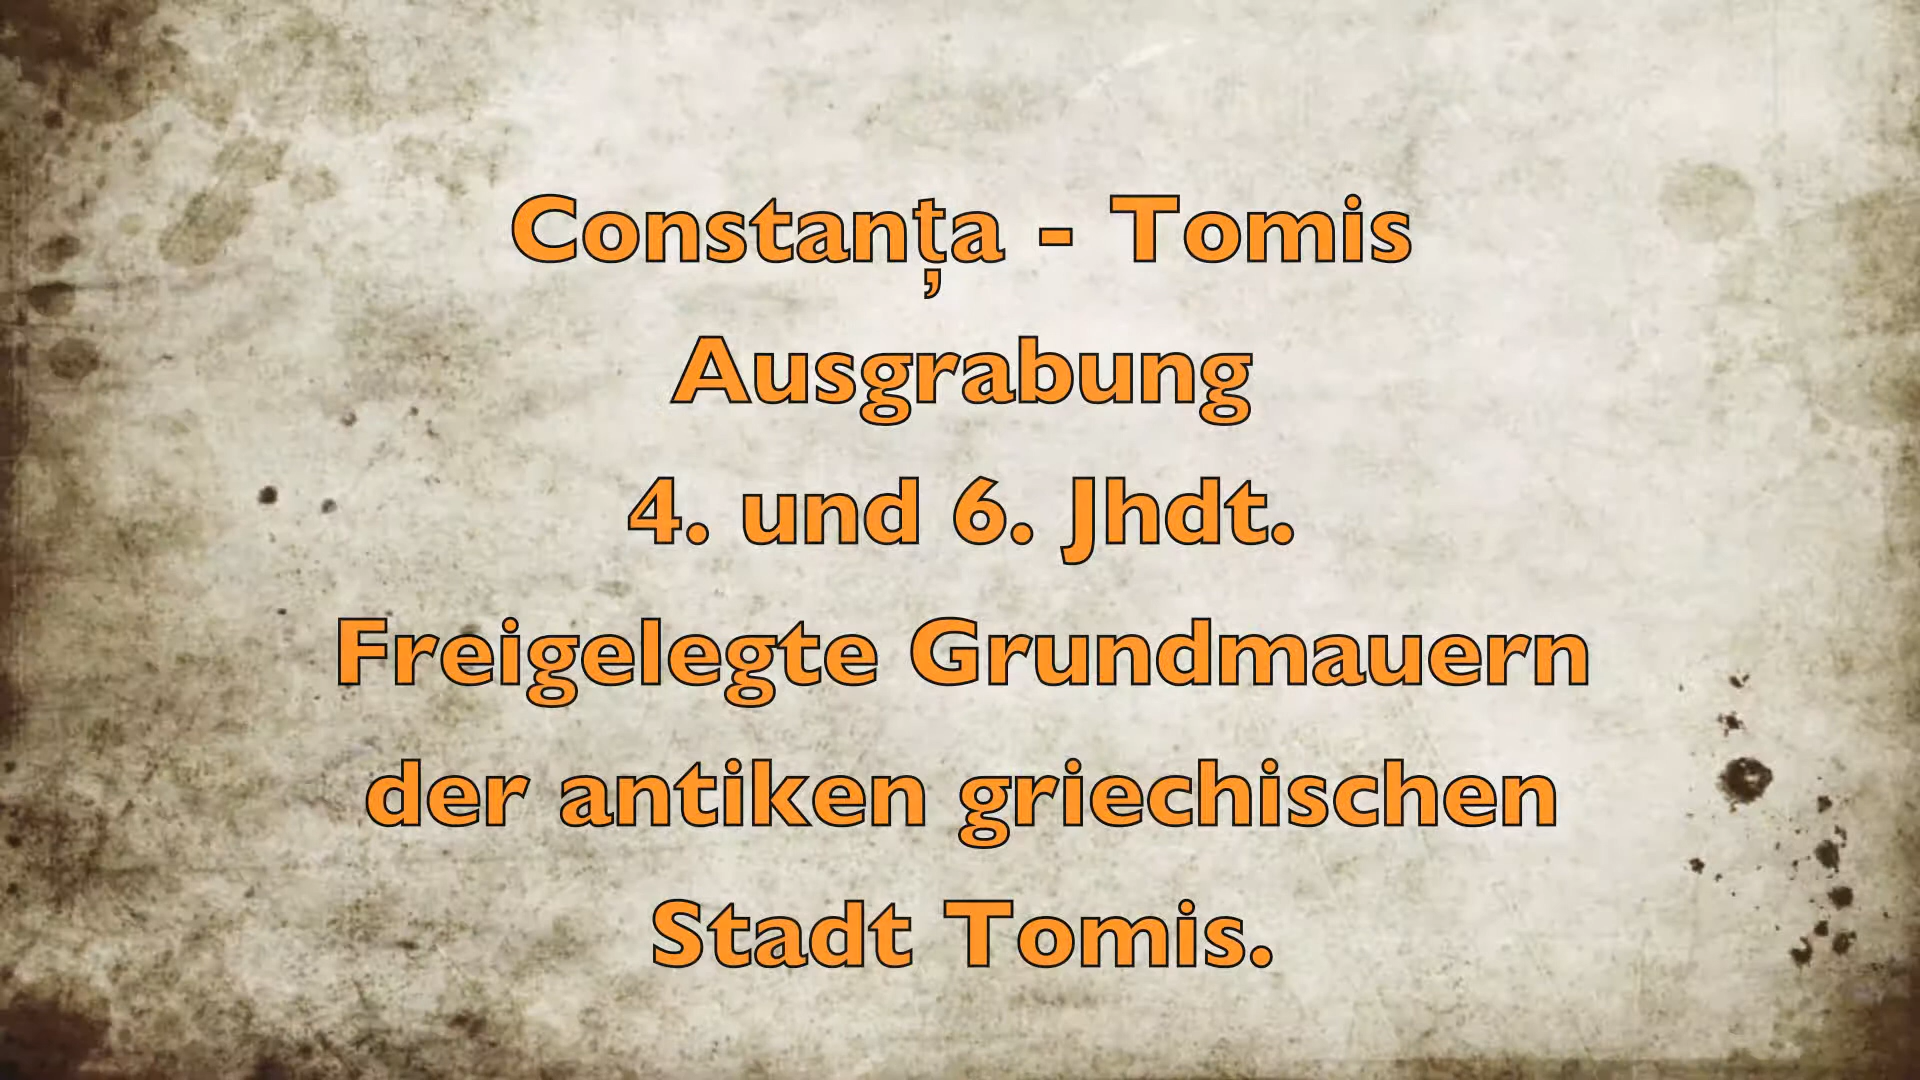 Constanța - Tomis
Ausgrabung
4. und 6. Jhdt.
Freigelegte Grundmauern
der antiken griechischen
Stadt Tomis.